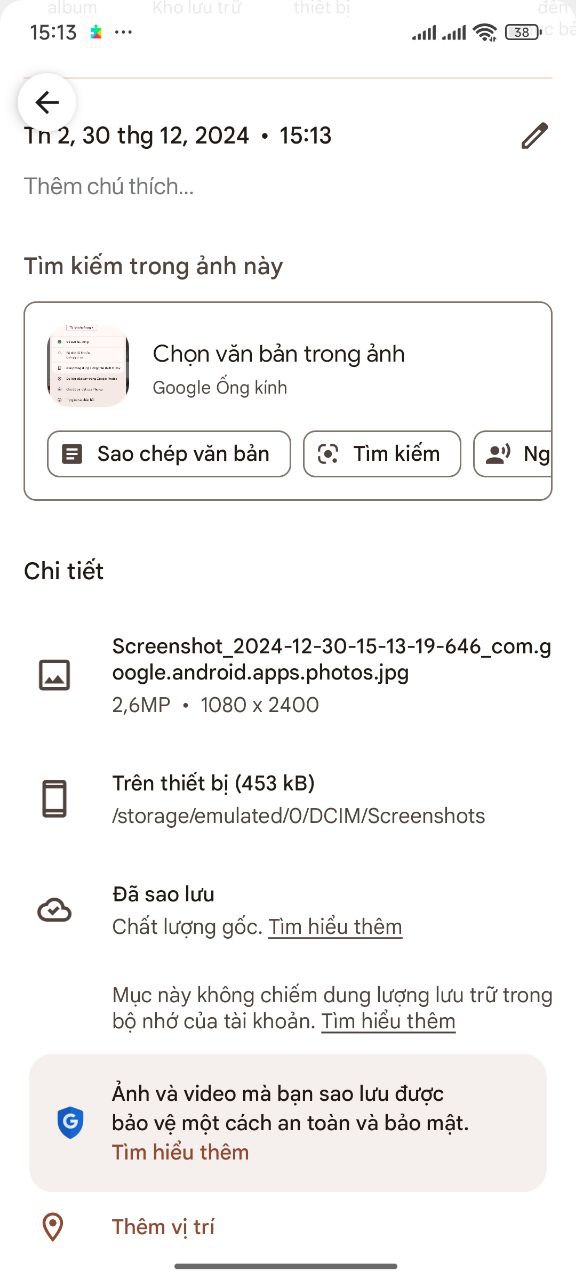 album Kho lưu trữ thiết bị
15:13 ... 38
Th 2, 30 thg 12, 2024 • 15:13
Thêm chú thích...
Tìm kiếm trong ảnh này
Chọn văn bản trong ảnh
Google Ống kính
Sao chép văn bản Tìm kiếm Ng
Chi tiết
Screenshot_2024-12-30-15-13-19-646_com.g
oogle.android.apps.photos.jpg
2,6MP • 1080 x 2400
Trên thiết bị (453 kB)
/storage/emulated/0/DCIM/Screenshots
Đã sao lưu
Chất lượng gốc. Tìm hiểu thêm
Mục này không chiếm dung lượng lưu trữ trong
bộ nhớ của tài khoản. Tìm hiểu thêm
G
Ảnh và video mà bạn sao lưu được
bảo vệ một cách an toàn và bảo mật.
Tìm hiểu thêm
Thêm vị trí